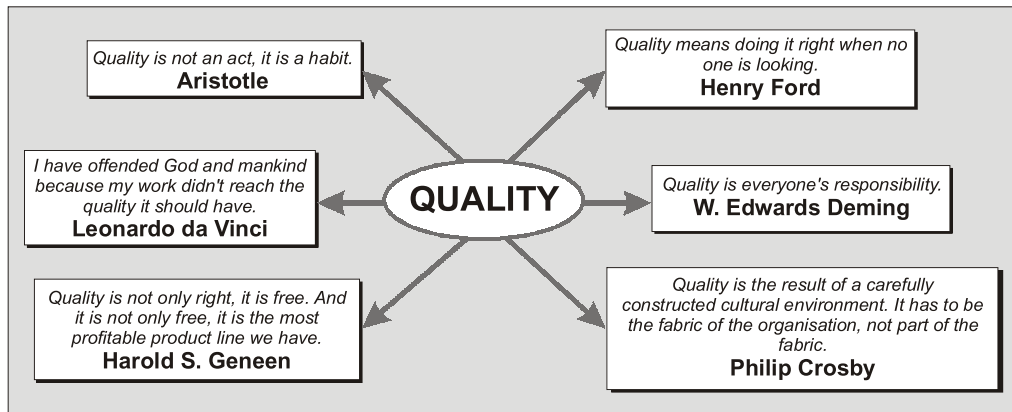 Quality is not an act, it is a habit.
Aristotle
Quality means doing it right when no
one is looking.
Henry Ford
I have offended God and mankind
because my work didn't reach the
quality it should have.
Leonardo da Vinci
QUALITY
Quality is everyone's responsibility.
W. Edwards Deming
Quality is not only right, it is free. And
it is not only free, it is the most
profitable product line we have.
Harold S. Geneen
Quality is the result of a carefully
constructed cultural environment. It has to be
the fabric of the organisation, not part of the
fabric.
Philip Crosby